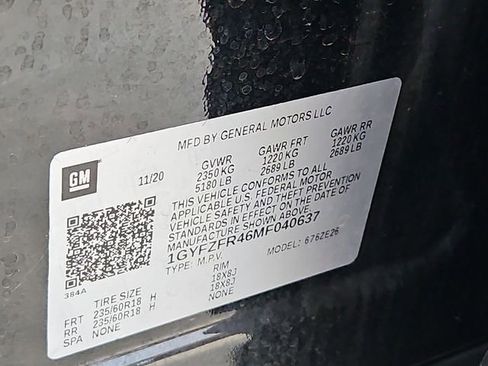 GM
MFD BY GENERAL MOTORS LLC
11/20
GVWR GAWR FRT GAWR RR
2350 KG 1220 KG 1220 KG
5180 LB 2689 LB 2689 LB
THIS VEHICLE CONFORMS TO ALL
APPLICABLE U.S. FEDERAL MOTOR
VEHICLE SAFETY AND THEFT PREVENTION
STANDARDS IN EFFECT ON THE DATE OF
MANUFACTURE SHOWN ABOVE.
1GYFZFR46MF040637
TYPE: M.P.V. MODEL: 6ZE26
384A
TIRE SIZE RIM
FRT 235/60R18 H 18X8J
RR 235/60R18 H 18X8J
SPA NONE NONE